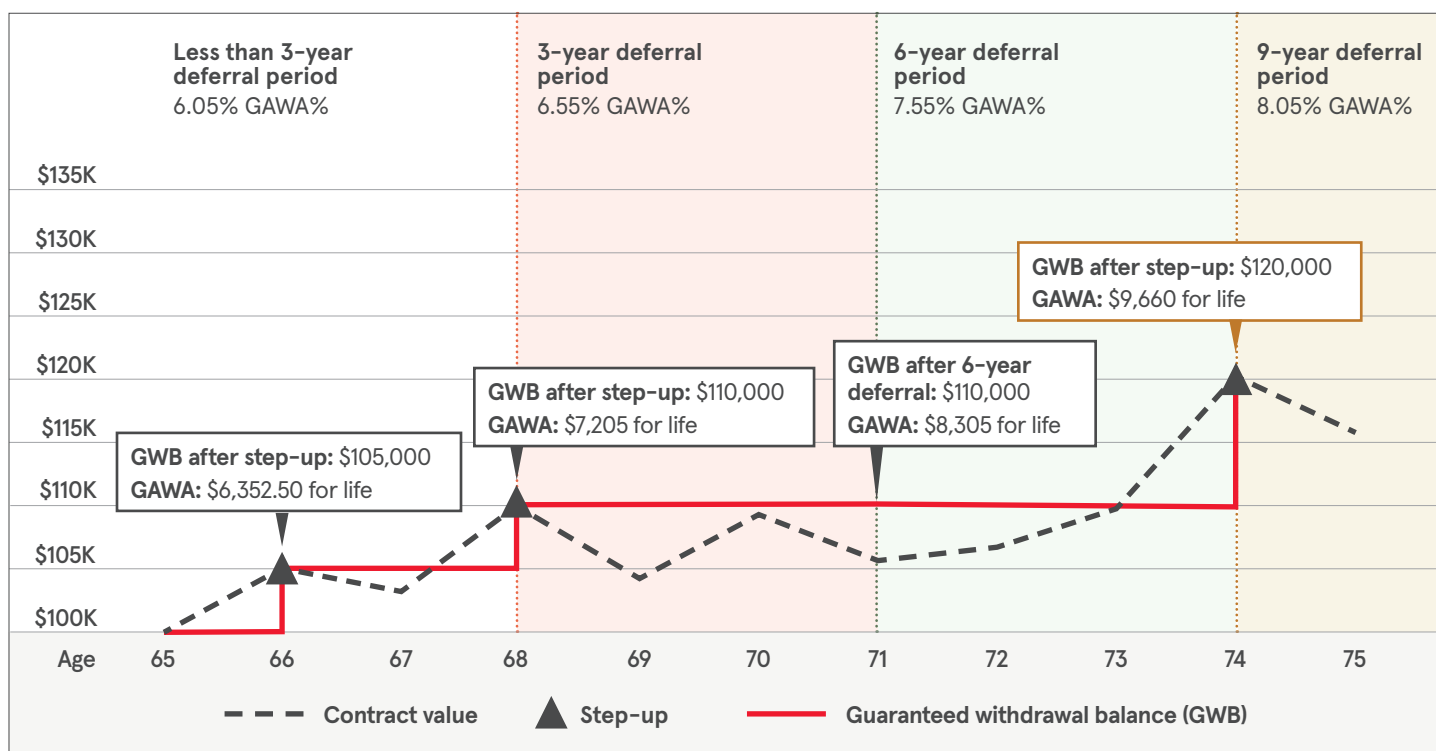 Less than 3-year
deferral period
6.05% GAWA%
3-year deferral
period
6.55% GAWA%
6-year deferral
period
7.55% GAWA%
9-year deferral
period
8.05% GAWA%
$135K
$130K
$125K
$120K
$115K
$110K
$105K
$100K
GWB after step-up: $105,000
GAWA: $6,352.50 for life
GWB after step-up: $110,000
GAWA: $7,205 for life
GWB after 6-year
deferral: $110,000
GAWA: $8,305 for life
GWB after step-up: $120,000
GAWA: $9,660 for life
Age 65 66 67 68 69 70 71 72 73 74 75
Contract value Step-up Guaranteed withdrawal balance (GWB)